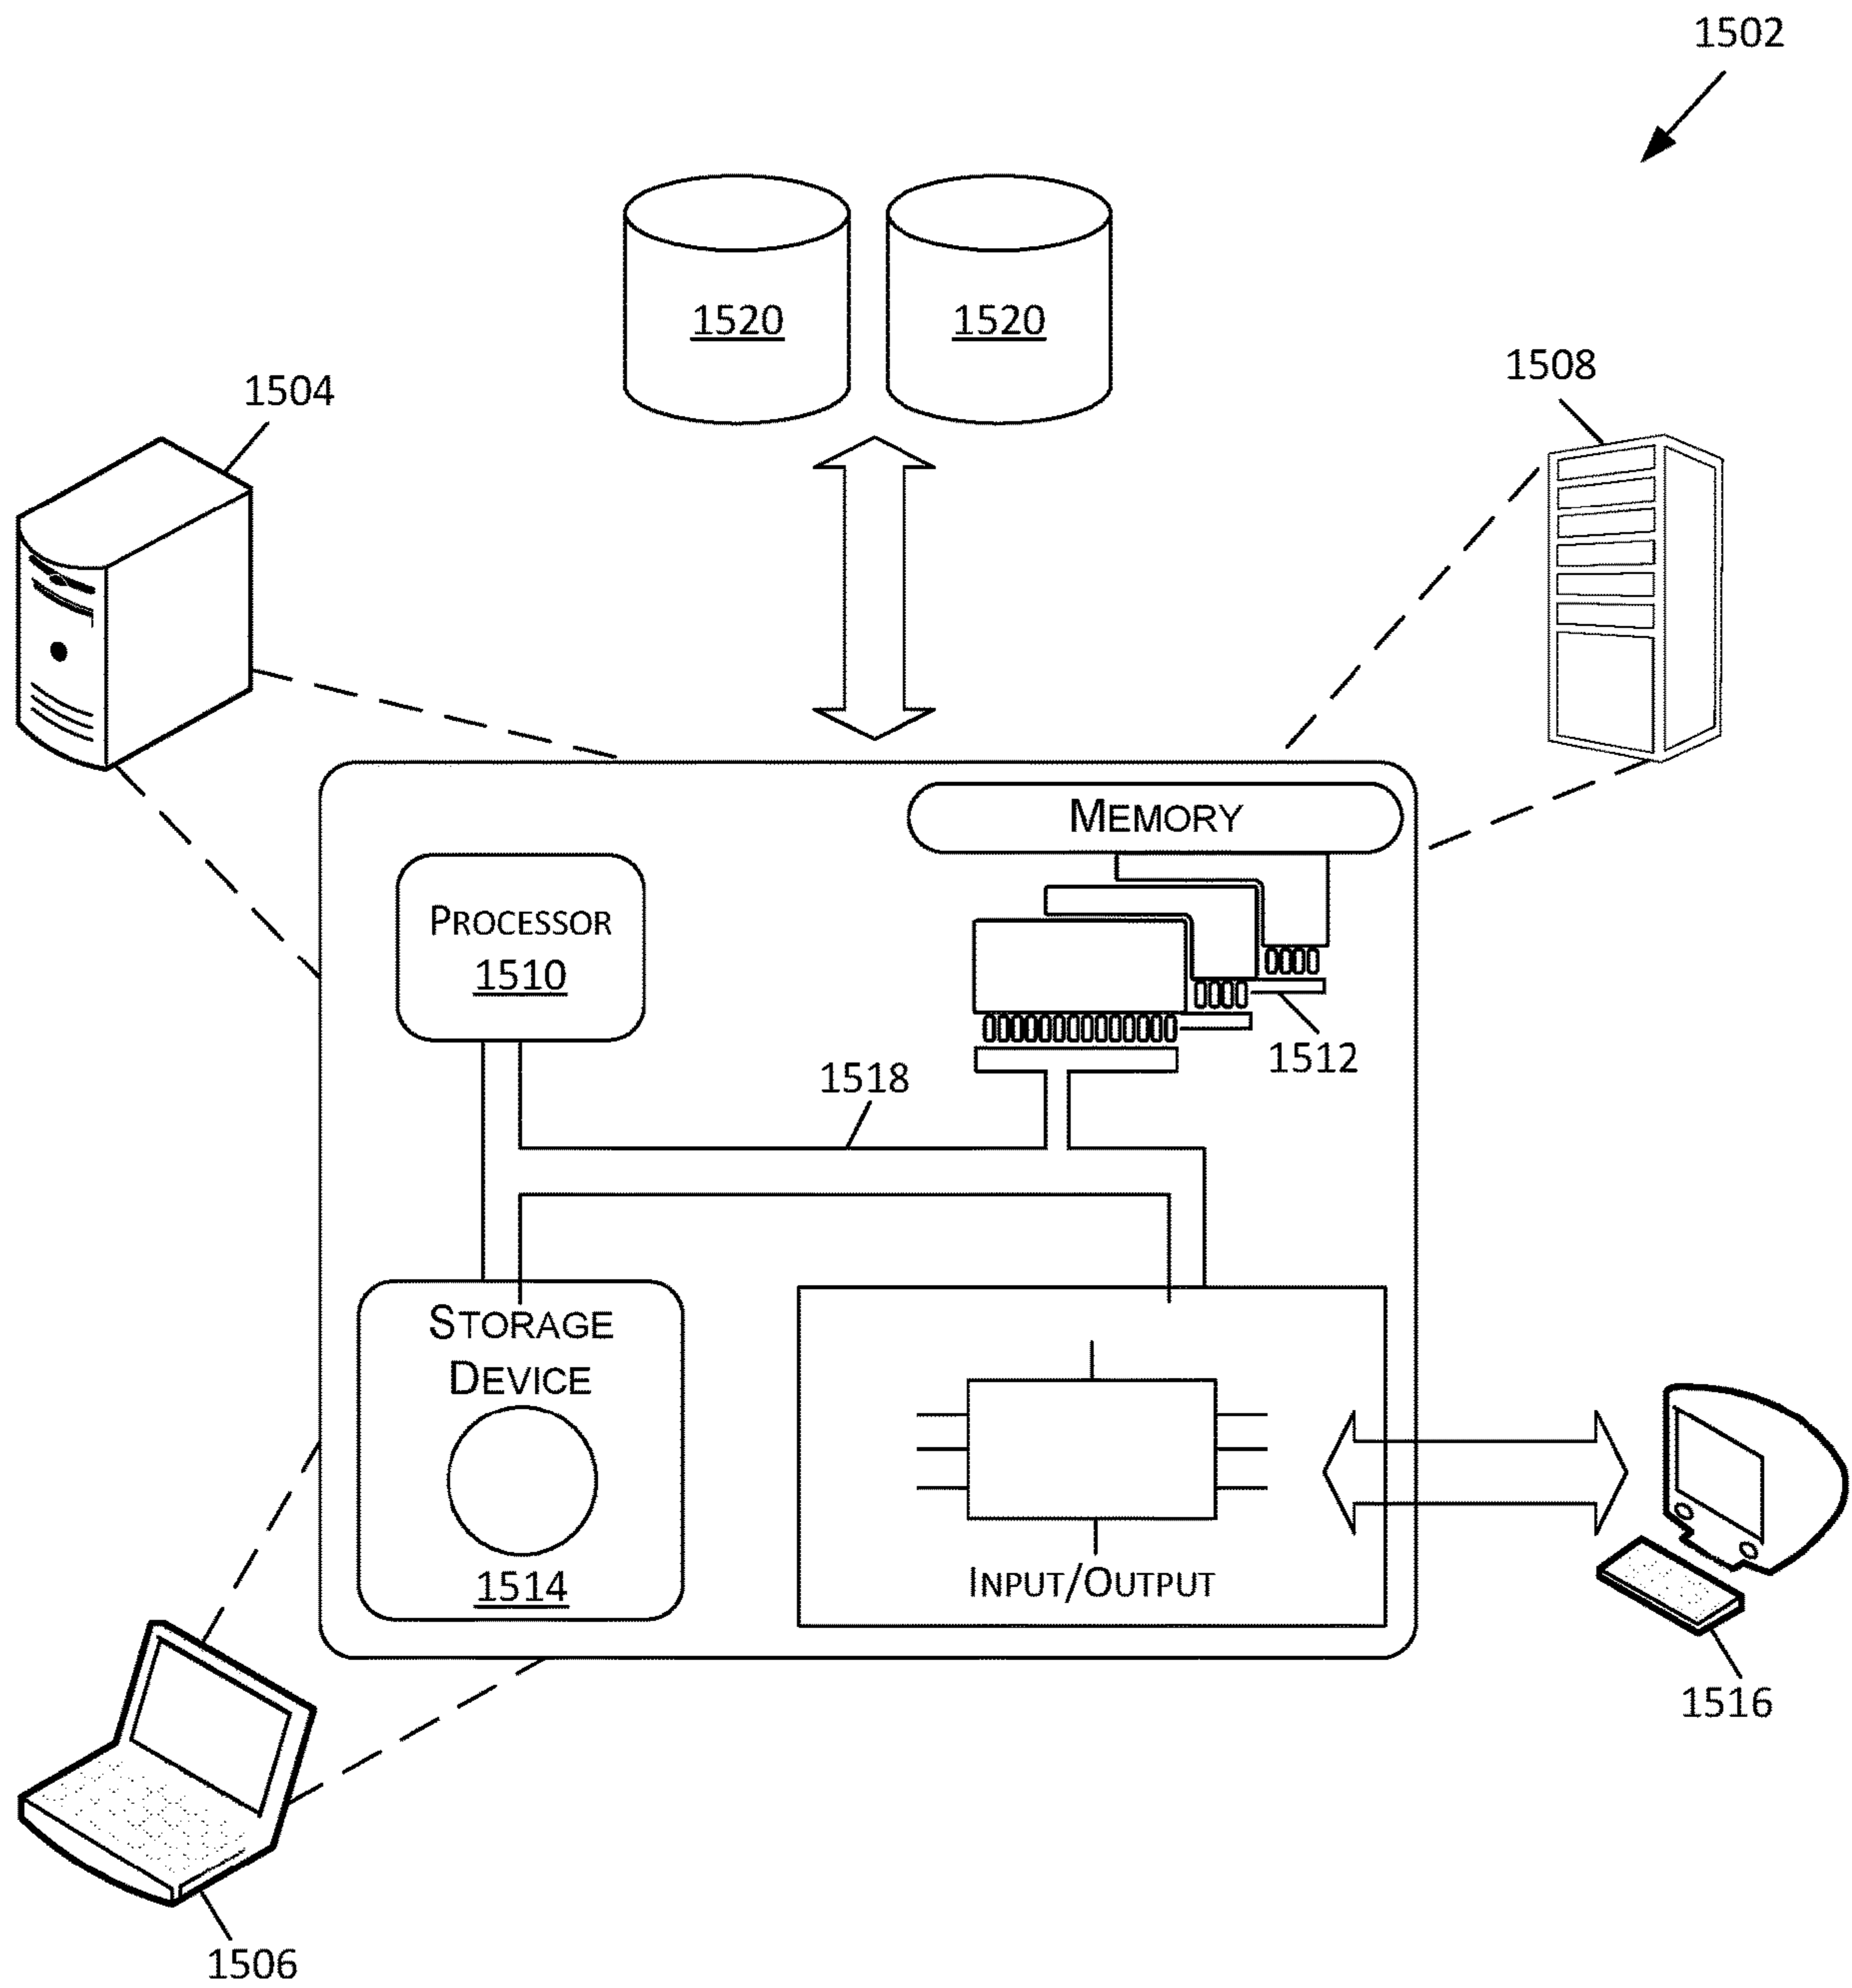 1502
1520
1520
1508
1504
MEMORY
PROCESSOR
1510
1512
1518
STORAGE
DEVICE
1514
INPUT/OUTPUT
1516
1506